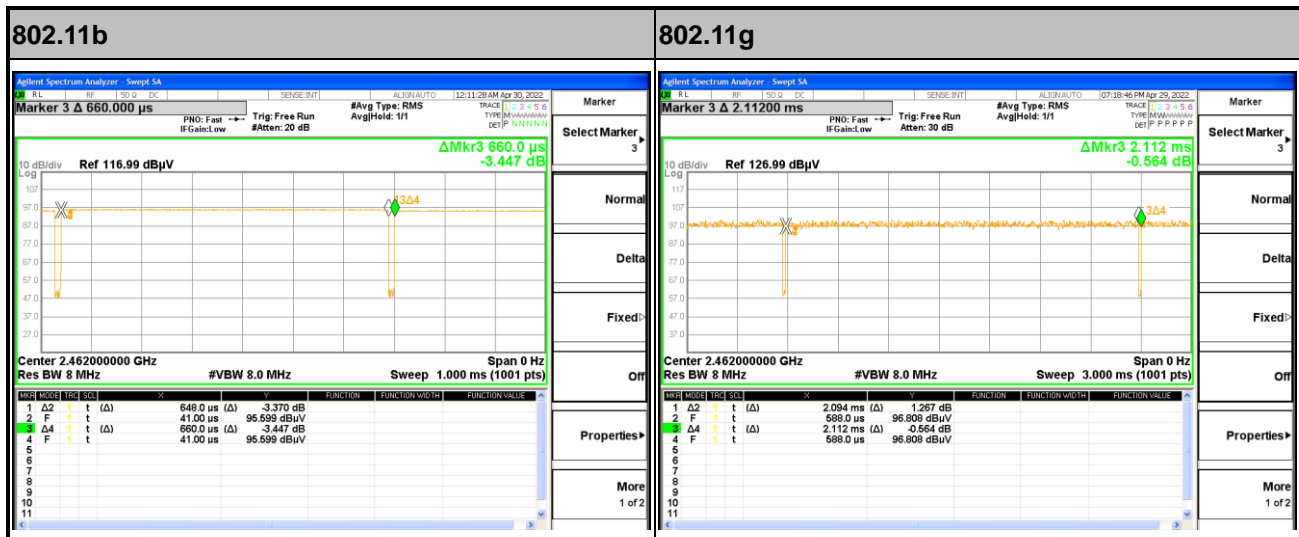 802.11b
Agilent Spectrum Analyzer - Swept SA
RL RF 50 Ω DC SENSE:INT ALIGNAUTO 12:11:28 AM Apr 30, 2022
Marker 3 Δ 660.000 µs
PNO: Fast
IFGain:Low
Trig: Free Run
#Atten: 20 dB
#Avg Type: RMS
Avg|Hold: 1/1
TRACE 1 2 3 4 5 6
TYPE MWWWWW
DET P N N N N N
ΔMkr3 660.0 µs
-3.447 dB
10 dB/div Ref 116.99 dBµV
Log
107
97.0
87.0
77.0
67.0
57.0
47.0
37.0
27.0
3Δ4
Center 2.462000000 GHz Span 0 Hz
Res BW 8 MHz #VBW 8.0 MHz Sweep 1.000 ms (1001 pts)
MKR MODE TRC SCL X Y FUNCTION FUNCTION WIDTH FUNCTION VALUE
1 Δ2 1 t (Δ) 648.0 µs (Δ) -3.370 dB
2 F 1 t 41.00 µs 95.599 dBµV
3 Δ4 1 t (Δ) 660.0 µs (Δ) -3.447 dB
4 F 1 t 41.00 µs 95.599 dBµV
5
6
7
8
9
10
11
Marker
Select Marker
3
Normal
Delta
Fixed
Off
Properties
More
1 of 2
802.11g
Agilent Spectrum Analyzer - Swept SA
RL RF 50 Ω DC SENSE:INT ALIGNAUTO 07:18:46 PM Apr 29, 2022
Marker 3 Δ 2.11200 ms
PNO: Fast
IFGain:Low
Trig: Free Run
Atten: 30 dB
#Avg Type: RMS
Avg|Hold: 1/1
TRACE 1 2 3 4 5 6
TYPE MWWWWW
DET P P P P P P
ΔMkr3 2.112 ms
-0.564 dB
10 dB/div Ref 126.99 dBµV
Log
117
107
97.0
87.0
77.0
67.0
57.0
47.0
37.0
3Δ4
Center 2.462000000 GHz Span 0 Hz
Res BW 8 MHz #VBW 8.0 MHz Sweep 3.000 ms (1001 pts)
MKR MODE TRC SCL X Y FUNCTION FUNCTION WIDTH FUNCTION VALUE
1 Δ2 1 t (Δ) 2.094 ms (Δ) 1.267 dB
2 F 1 t 588.0 µs 96.808 dBµV
3 Δ4 1 t (Δ) 2.112 ms (Δ) -0.564 dB
4 F 1 t 588.0 µs 96.808 dBµV
5
6
7
8
9
10
11
Marker
Select Marker
3
Normal
Delta
Fixed
Off
Properties
More
1 of 2